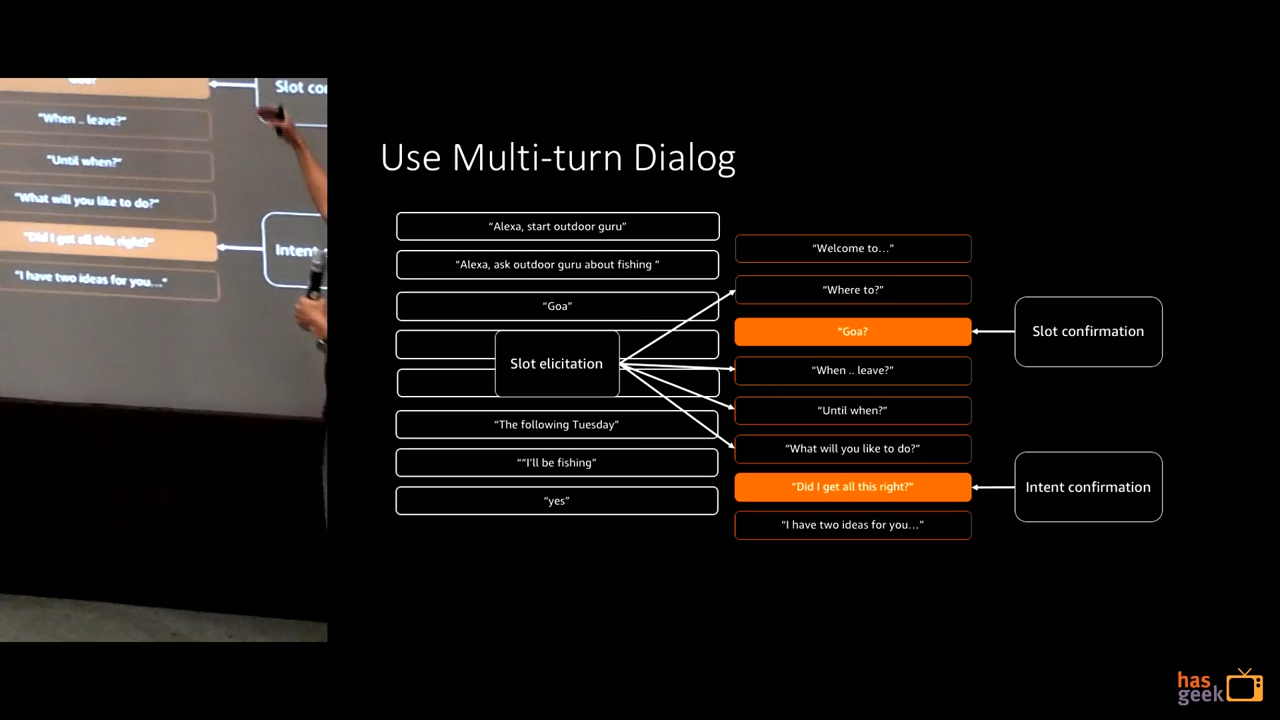 Slot co
"When .. leave?"
"Until when?"
"What will you like to do?"
"Did I get all this right?"
Intent
"I have two ideas for you..."
Use Multi-turn Dialog
"Alexa, start outdoor guru"
"Welcome to…"
"Alexa, ask outdoor guru about fishing "
"Where to?"
"Goa"
"Goa?
Slot confirmation
Slot elicitation
"When .. leave?"
"Until when?"
"The following Tuesday"
"What will you like to do?"
""I'll be fishing"
"Did I get all this right?"
Intent confirmation
"yes"
"I have two ideas for you…"
has
geek